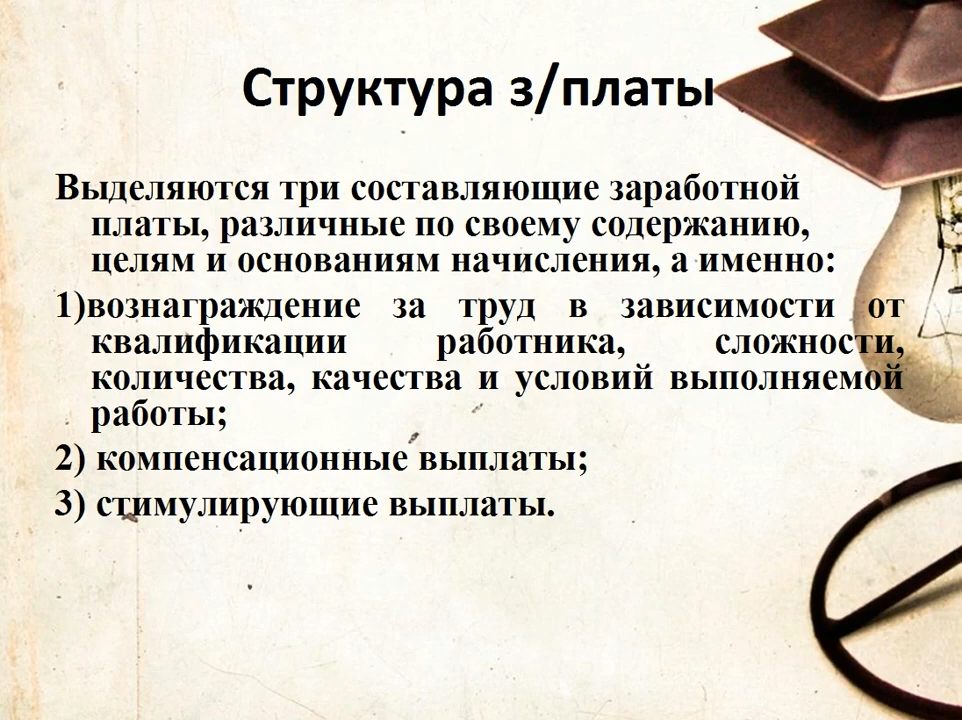 Структура з/платы
Выделяются три составляющие заработной
платы, различные по своему содержанию,
целям и основаниям начисления, а именно:
1)вознаграждение за труд в зависимости от
квалификации работника, сложности,
количества, качества и условий выполняемой
работы;
2) компенсационные выплаты;
3) стимулирующие выплаты.